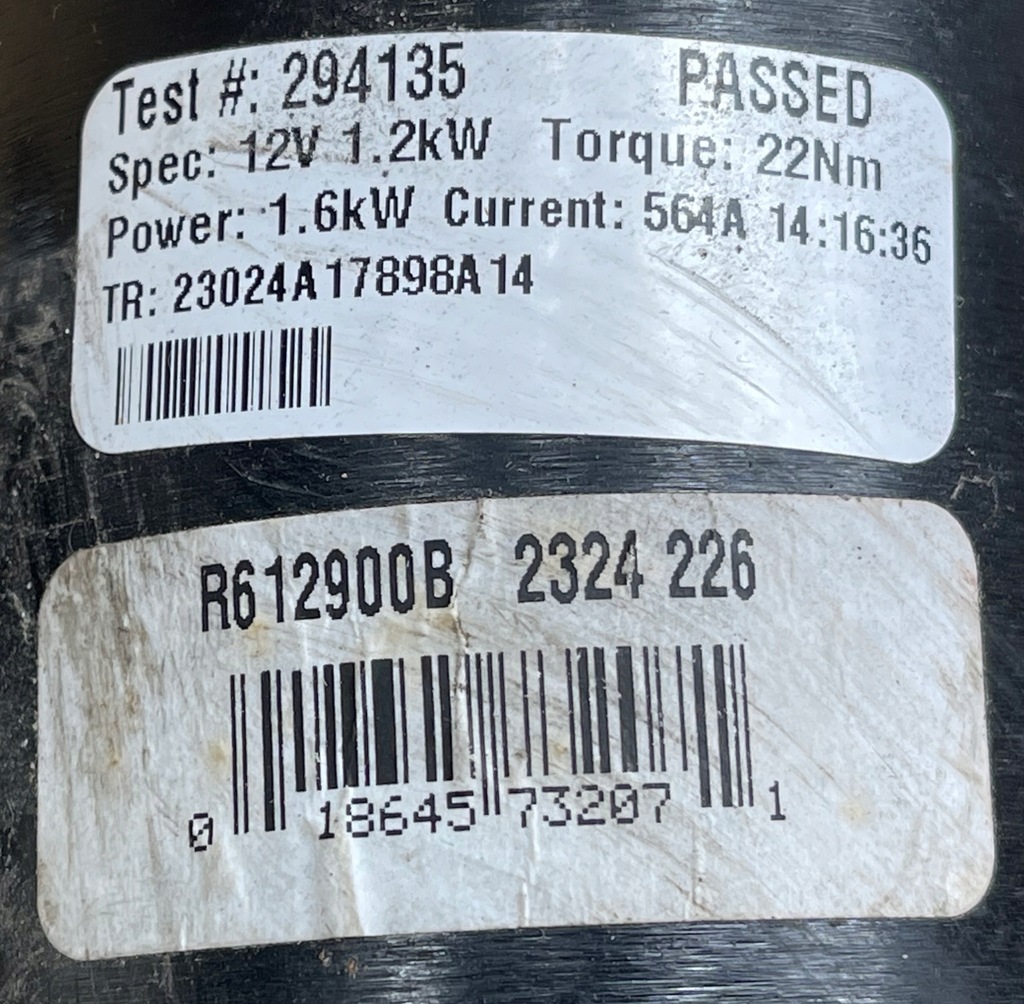 Test #: 294135 PASSED
Spec: 12V 1.2kW Torque: 22Nm
Power: 1.6kW Current: 564A 14:16:36
TR: 23024A17898A14
R612900B 2324 226
0 18645 73207 1